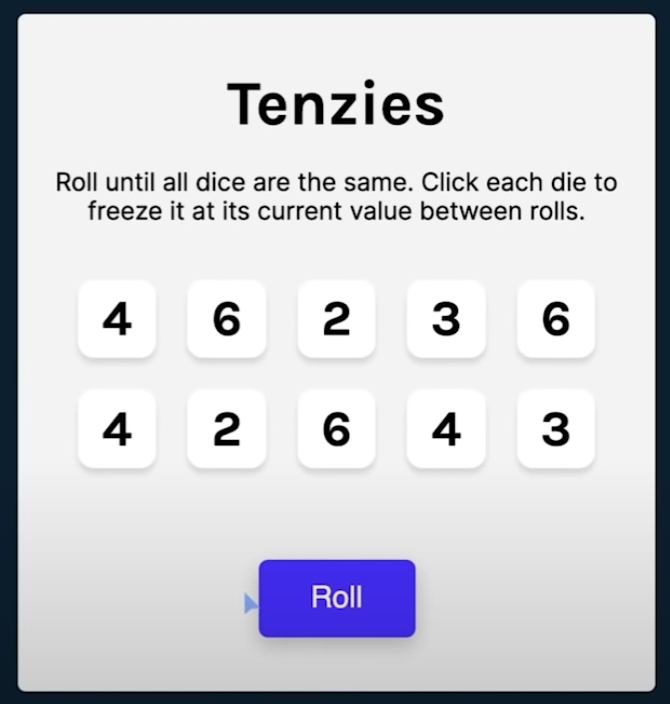 Tenzies
Roll until all dice are the same. Click each die to
freeze it at its current value between rolls.
4 6 2 3 6
4 2 6 4 3
Roll